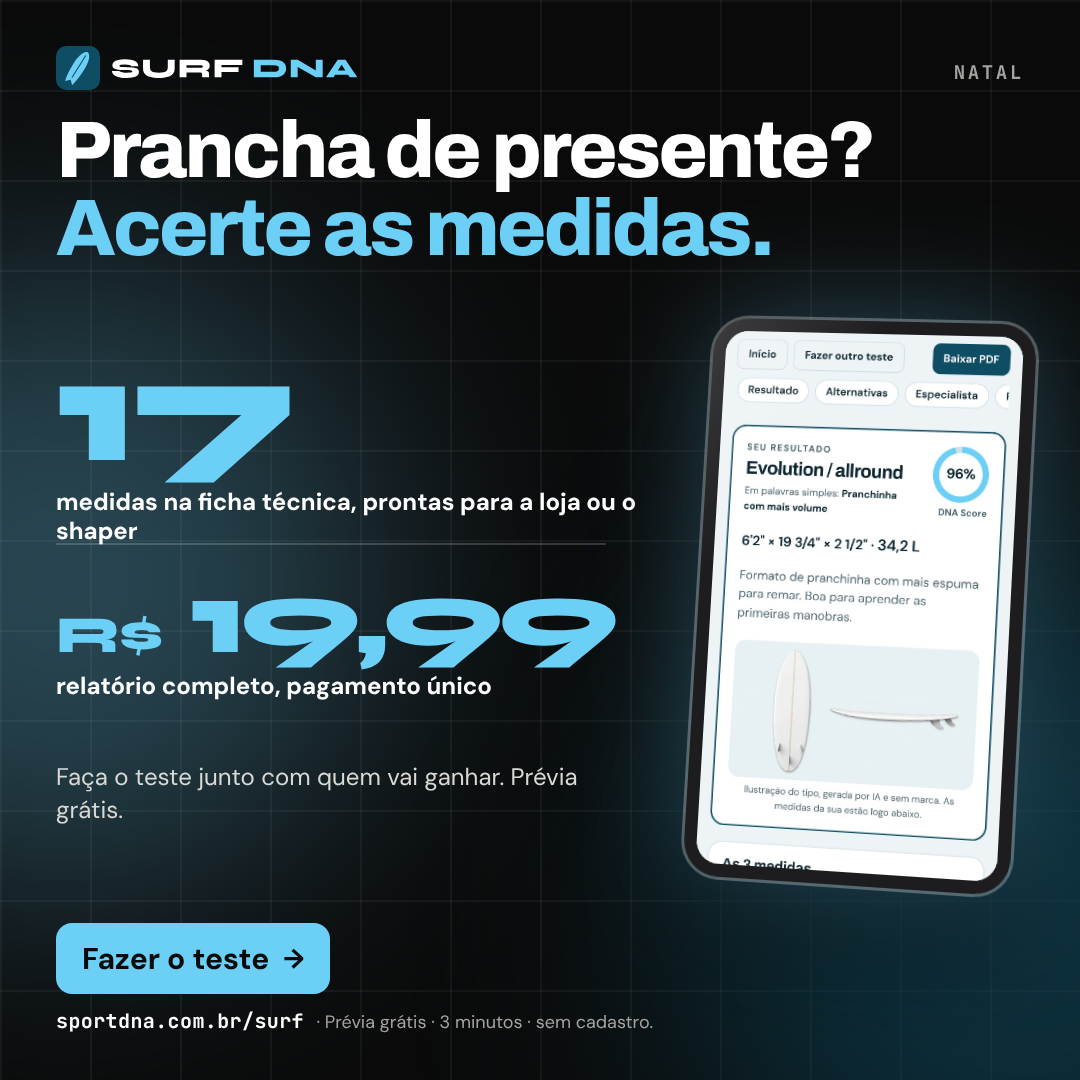 SURF DNA
NATAL
Prancha de presente?
Acerte as medidas.
17
medidas na ficha técnica, prontas para a loja ou o
shaper
R$ 19,99
relatório completo, pagamento único
Faça o teste junto com quem vai ganhar. Prévia
grátis.
Fazer o teste →
sportdna.com.br/surf · Prévia grátis · 3 minutos · sem cadastro.
Início
Fazer outro teste
Baixar PDF
Resultado
Alternativas
Especialista
SEU RESULTADO
Evolution / allround
Em palavras simples: Pranchinha
com mais volume
96%
DNA Score
6'2" × 19 3/4" × 2 1/2" · 34,2 L
Formato de pranchinha com mais espuma
para remar. Boa para aprender as
primeiras manobras.
Ilustração do tipo, gerada por IA e sem marca. As
medidas da sua estão logo abaixo.
As 3 medidas